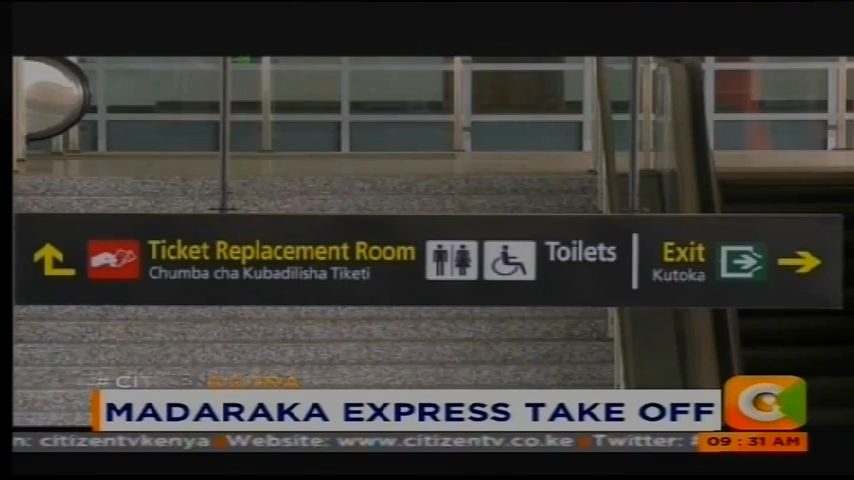 Ticket Replacement Room
Chumba cha Kubadilisha Tiketi
Toilets
Exit
Kutoka
MADARAKA EXPRESS TAKE OFF
n: citizentvkenya Website: www.citizentv.co.ke Twitter:
09:31 AM